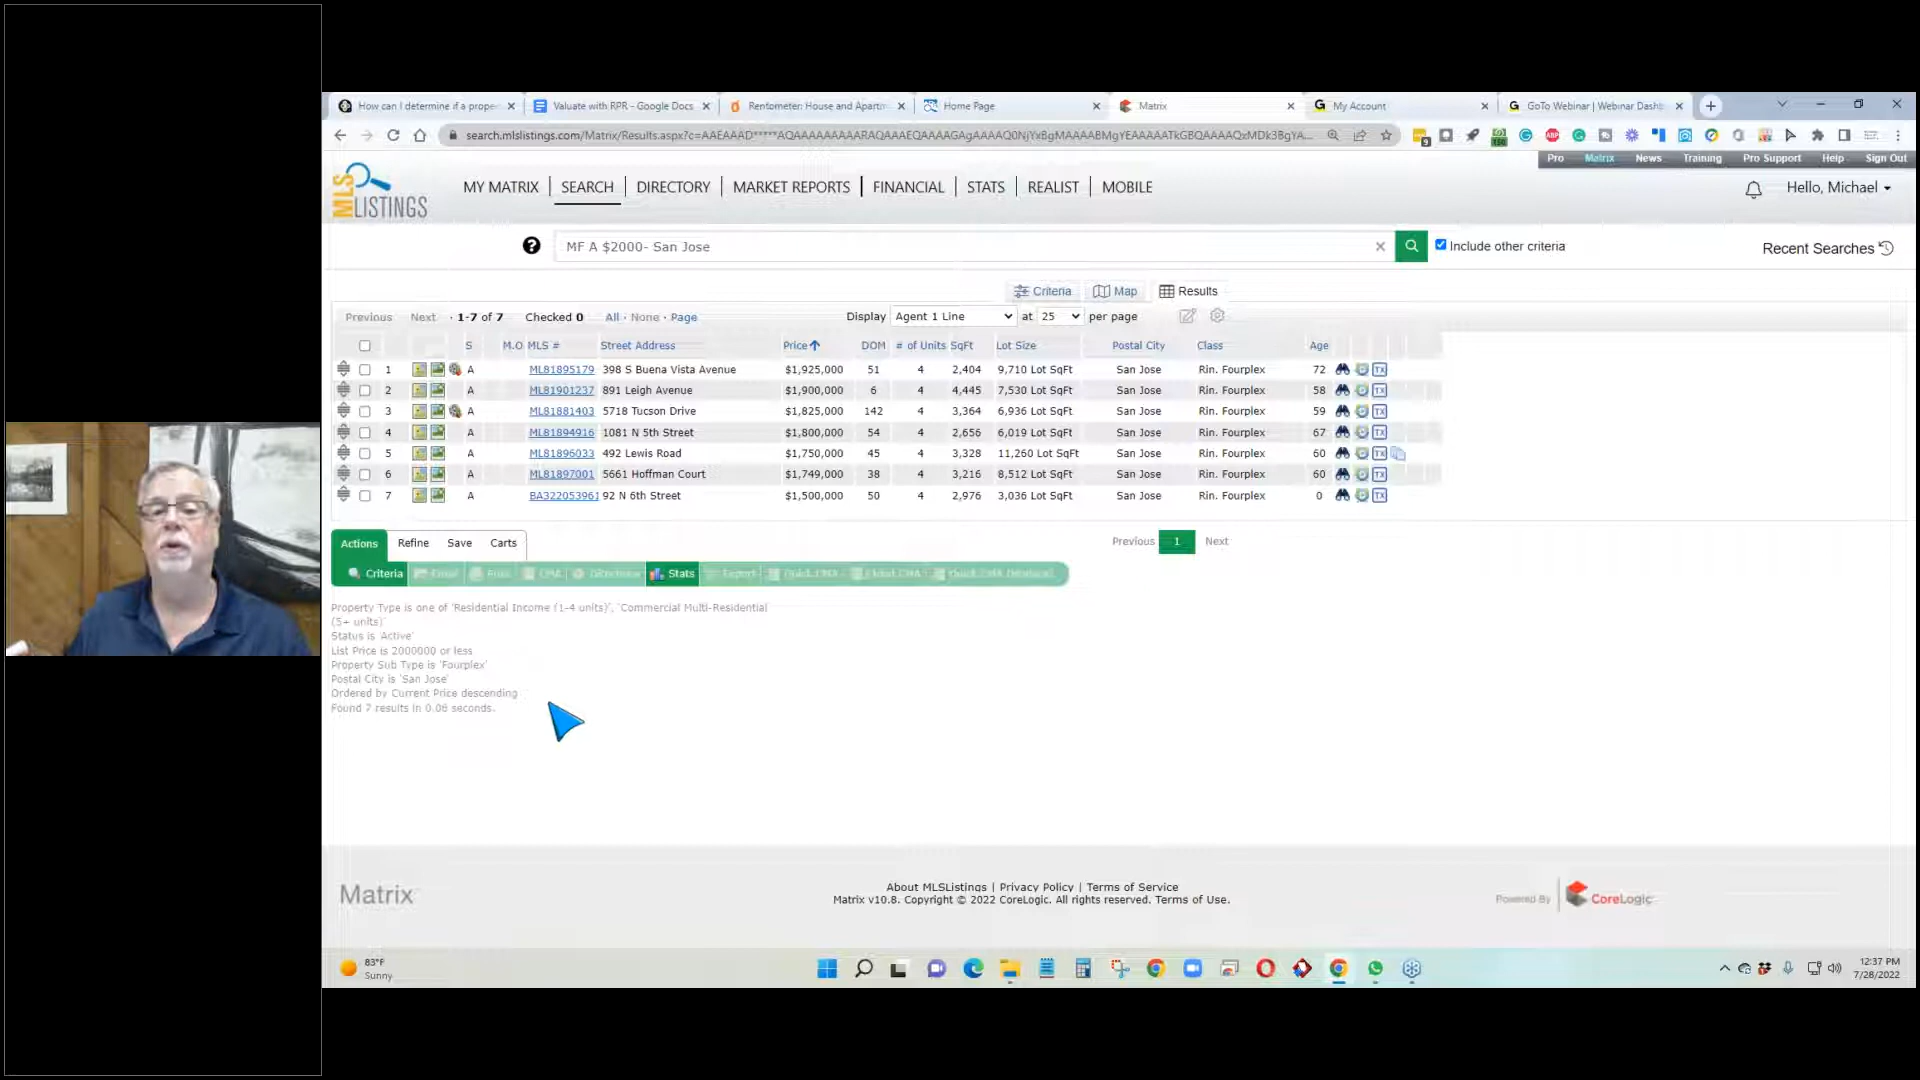 How can I determine if a prope
Valuate with RPR - Google Docs
Rentometer: House and Apartm
Home Page
Matrix
My Account
GoTo Webinar | Webinar Dashb
Pro Matrix News Training Pro Support Help Sign Out
MLS LISTINGS
MY MATRIX SEARCH DIRECTORY MARKET REPORTS FINANCIAL STATS REALIST MOBILE
Hello, Michael
MF A $2000- San Jose
Include other criteria
Recent Searches
Criteria Map Results
Previous Next · 1-7 of 7 Checked 0 All · None · Page
Display Agent 1 Line at 25 per page
S M.O MLS # Street Address Price DOM # of Units SqFt Lot Size Postal City Class Age
1 A ML81895179 398 S Buena Vista Avenue $1,925,000 51 4 2,404 9,710 Lot SqFt San Jose Rin. Fourplex 72
2 A ML81901237 891 Leigh Avenue $1,900,000 6 4 4,445 7,530 Lot SqFt San Jose Rin. Fourplex 58
3 A ML81881403 5718 Tucson Drive $1,825,000 142 4 3,364 6,936 Lot SqFt San Jose Rin. Fourplex 59
4 A ML81894916 1081 N 5th Street $1,800,000 54 4 2,656 6,019 Lot SqFt San Jose Rin. Fourplex 67
5 A ML81896033 492 Lewis Road $1,750,000 45 4 3,328 11,260 Lot SqFt San Jose Rin. Fourplex 60
6 A ML81897001 5661 Hoffman Court $1,749,000 38 4 3,216 8,512 Lot SqFt San Jose Rin. Fourplex 60
7 A BA322053961 92 N 6th Street $1,500,000 50 4 2,976 3,036 Lot SqFt San Jose Rin. Fourplex 0
Actions Refine Save Carts
Previous 1 Next
Criteria Stats Export
Property Type is one of 'Residential Income (1-4 units)', 'Commercial Multi-Residential
(5+ units)'
Status is 'Active'
List Price is 2000000 or less
Property Sub Type is 'Fourplex'
Postal City is 'San Jose'
Ordered by Current Price descending
Found 7 results in 0.06 seconds.
Matrix
About MLSListings | Privacy Policy | Terms of Service
Matrix v10.8. Copyright © 2022 CoreLogic. All rights reserved. Terms of Use.
Powered By CoreLogic
83°F
Sunny
12:37 PM
7/28/2022